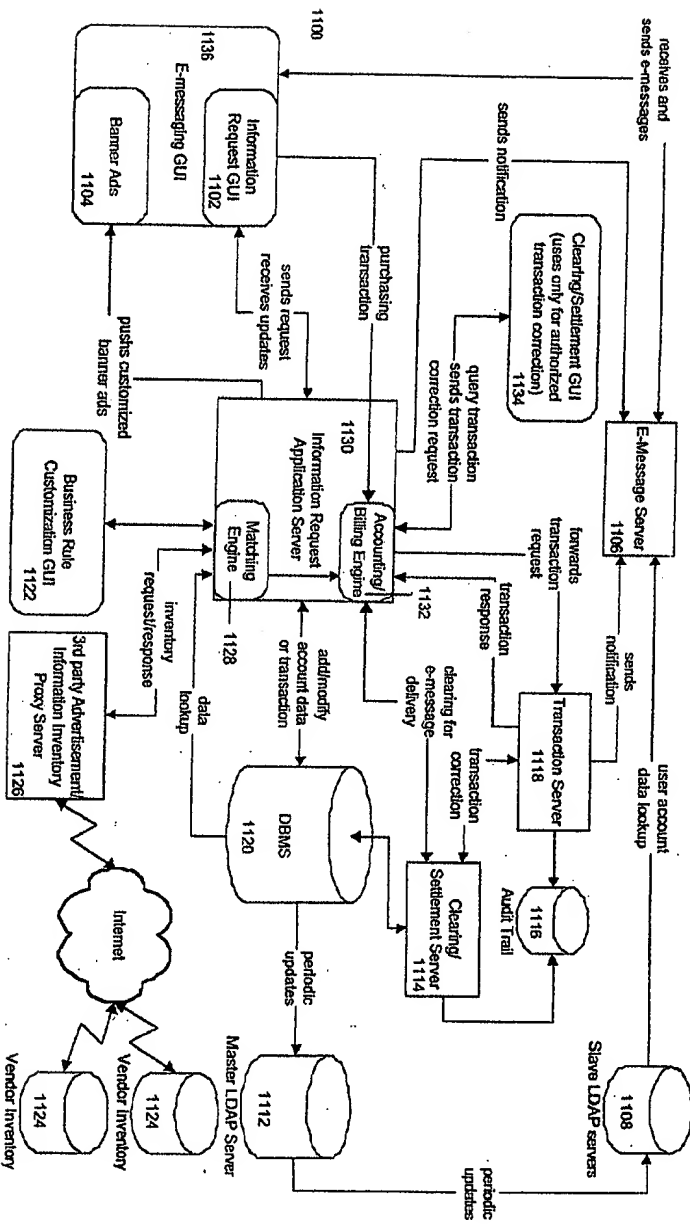 1100
receives and
sends e-messages
1136
E-messaging GUI
Information
Request GUI
1102
Banner Ads
1104
sends notification
purchasing
transaction
sends request
receives updates
pushs customized
banner ads
Clearing/Settlement GUI
(uses only for authorized
transaction correction)
1134
query transaction
sends transaction
correction request
E-Message Server
1106
1130
Information Request
Application Server
Accounting/
Billing Engine
1132
Matching
Engine
1128
Business Rule
Customization GUI
1122
inventory
request/response
3rd party Advertisement/
Information Inventory
Proxy Server
1126
data
lookup
add/modify
account data
or transaction
forwards
transaction
request
transaction
response
sends
notification
user account
data lookup
Transaction Server
1118
clearing for
e-message
delivery
transaction
correction
DBMS
1120
Clearing/
Settlement Server
1114
1116
Audit Trail
periodic
updates
Internet
Master LDAP Server
1112
Vendor Inventory
1124
Vendor Inventory
1124
Slave LDAP servers
1108
periodic
updates